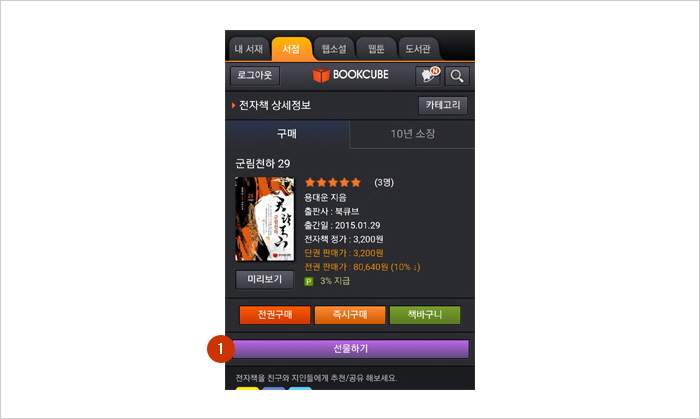 내 서재 서점 웹소설 웹툰 도서관
로그아웃 BOOKCUBE N
전자책 상세정보 카테고리
구매 10년 소장
군림천하 29
(3명)
용대운 지음
출판사 : 북큐브
출간일 : 2015.01.29
전자책 정가 : 3,200원
단권 판매가 : 3,200원
전권 판매가 : 80,640원 (10% ↓)
미리보기 P 3% 지급
전권구매 즉시구매 책바구니
1 선물하기
전자책을 친구와 지인들에게 추천/공유 해보세요.